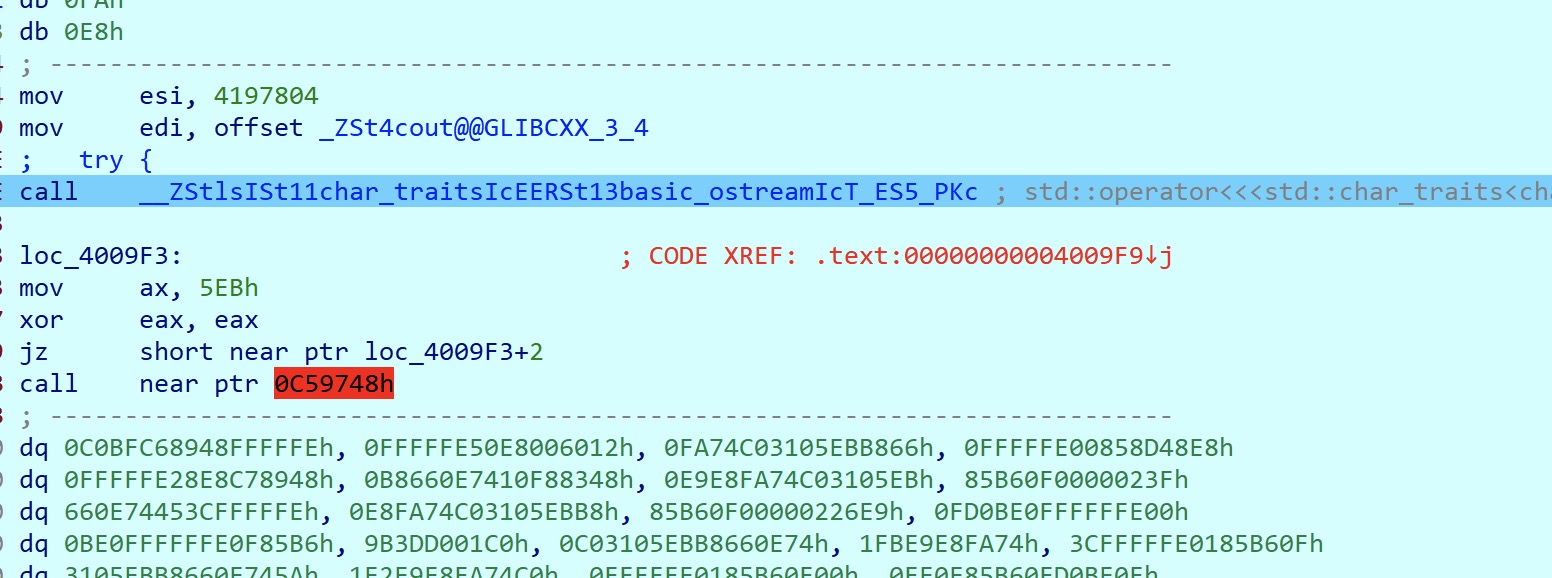 db 0FAh
db 0E8h
; ---------------------------------------------------------------------------
mov     esi, 4197804
mov     edi, offset _ZSt4cout@@GLIBCXX_3_4
;   try {
call    __ZStlsISt11char_traitsIcEERSt13basic_ostreamIcT_ES5_PKc ; std::operator<<<std::char_traits<cha
loc_4009F3:                             ; CODE XREF: .text:00000000004009F9↓j
mov     ax, 5EBh
xor     eax, eax
jz      short near ptr loc_4009F3+2
call    near ptr 0C59748h
; ---------------------------------------------------------------------------
dq 0C0BFC68948FFFFFEh, 0FFFFFE50E8006012h, 0FA74C03105EBB866h, 0FFFFFE00858D48E8h
dq 0FFFFFE28E8C78948h, 0B8660E7410F88348h, 0E9E8FA74C03105EBh, 85B60F0000023Fh
dq 660E74453CFFFFFEh, 0E8FA74C03105EBB8h, 85B60F00000226E9h, 0FD0BE0FFFFFFE00h
dq 0BE0FFFFFFE0F85B6h, 9B3DD001C0h, 0C03105EBB8660E74h, 1FBE9E8FA74h, 3CFFFFFE0185B60Fh